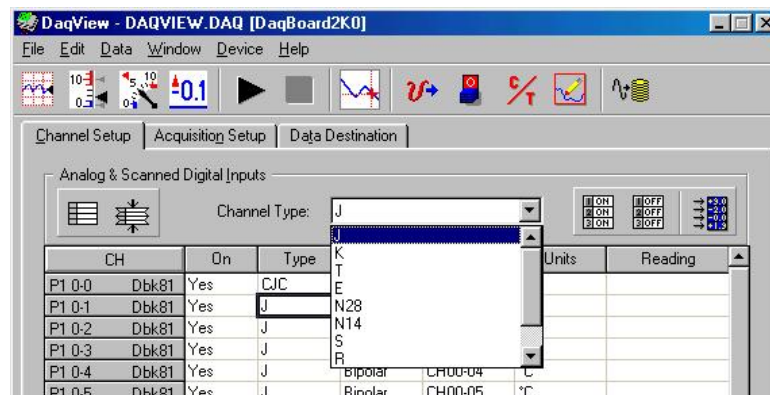 DaqView - DAQVIEW.DAQ [DaqBoard2K0]
File Edit Data Window Device Help
Channel Setup Acquisition Setup Data Destination
Analog & Scanned Digital Inputs
Channel Type: J
CH On Type Units Reading
J
K
T
E
N28
N14
S
R
P1 0-0 Dbk81 Yes CJC
P1 0-1 Dbk81 Yes J
P1 0-2 Dbk81 Yes J
P1 0-3 Dbk81 Yes J
P1 0-4 Dbk81 Yes J Bipolar CH00-04 °C
P1 0-5 Dbk81 Yes J Bipolar CH00-05 °C